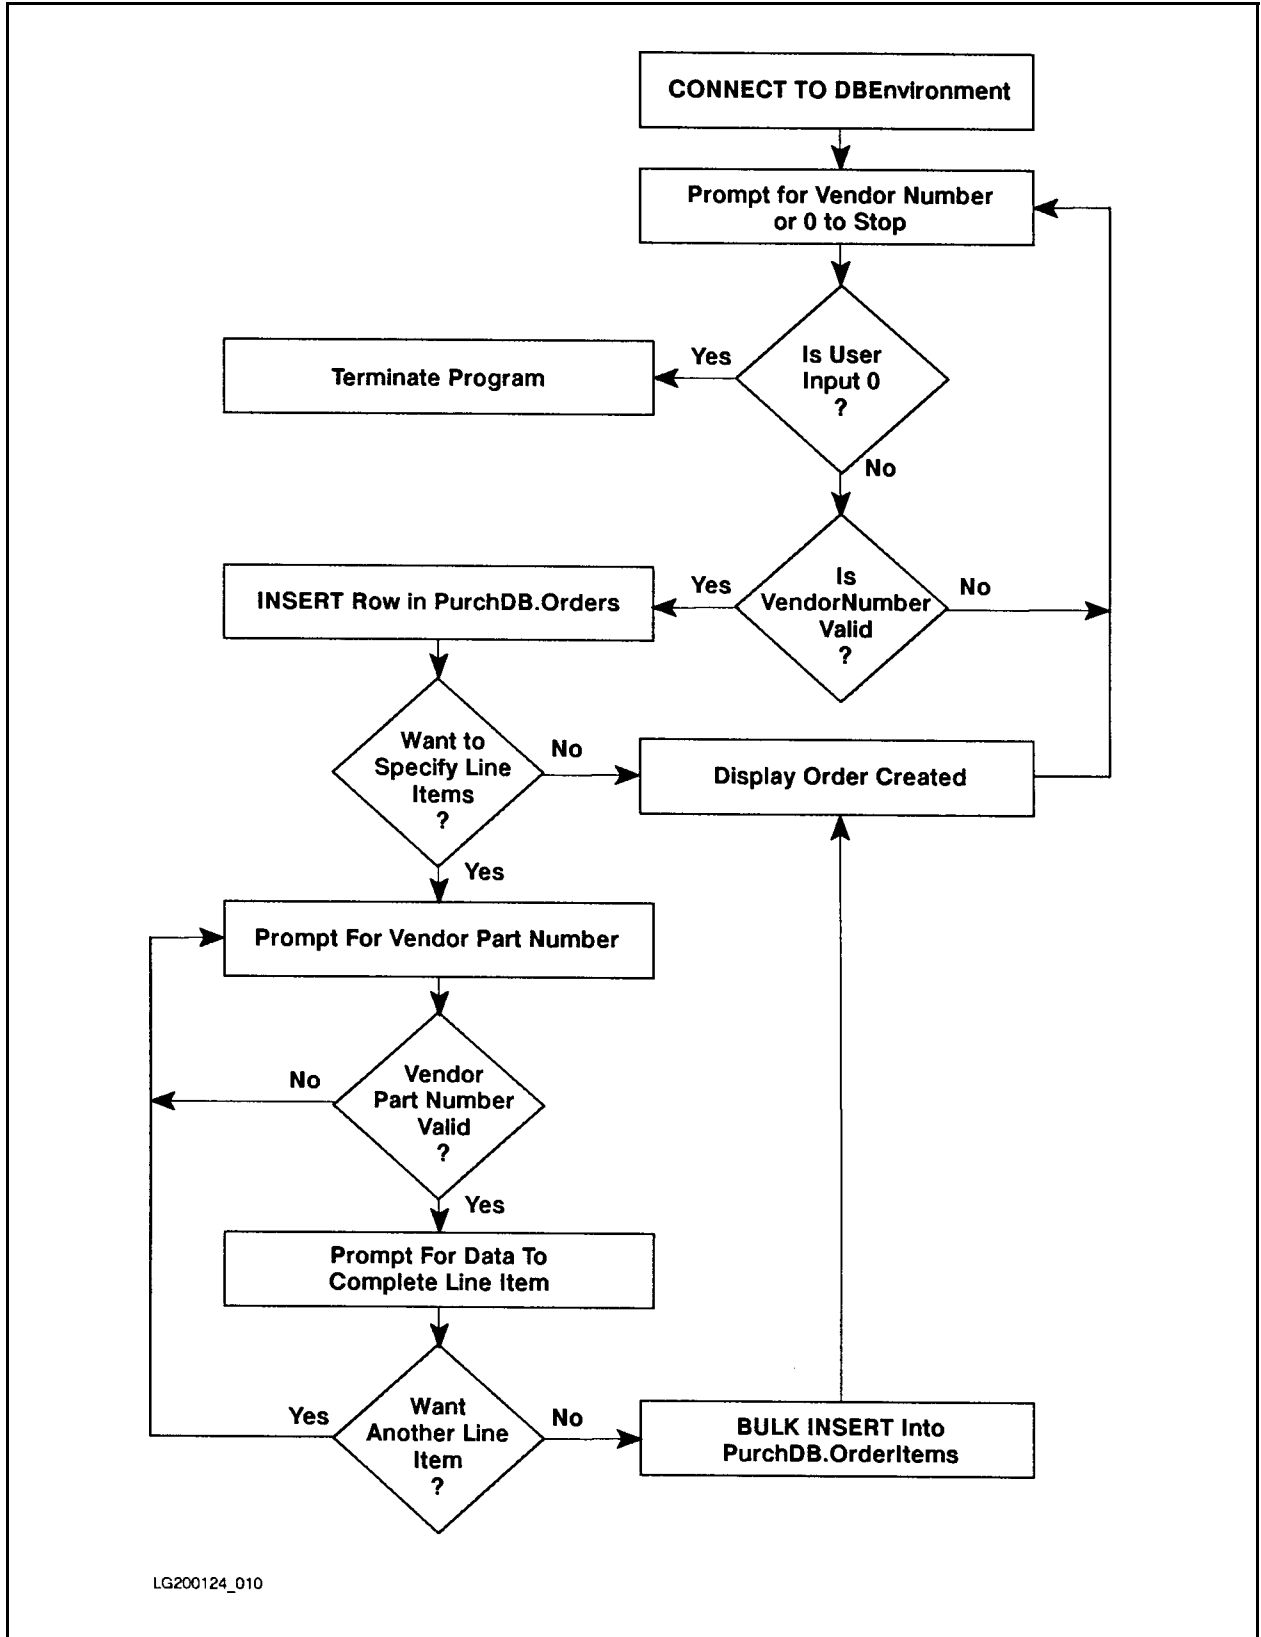 CONNECT TO DBEnvironment
Prompt for Vendor Number
or 0 to Stop
Is User
Input 0
?
Yes
Terminate Program
No
Is
VendorNumber
Valid
?
Yes
No
INSERT Row in PurchDB.Orders
Want to
Specify Line
Items
?
No
Display Order Created
Yes
Prompt For Vendor Part Number
Vendor
Part Number
Valid
?
No
Yes
Prompt For Data To
Complete Line Item
Want
Another Line
Item
?
Yes
No
BULK INSERT Into
PurchDB.OrderItems
LG200124_010